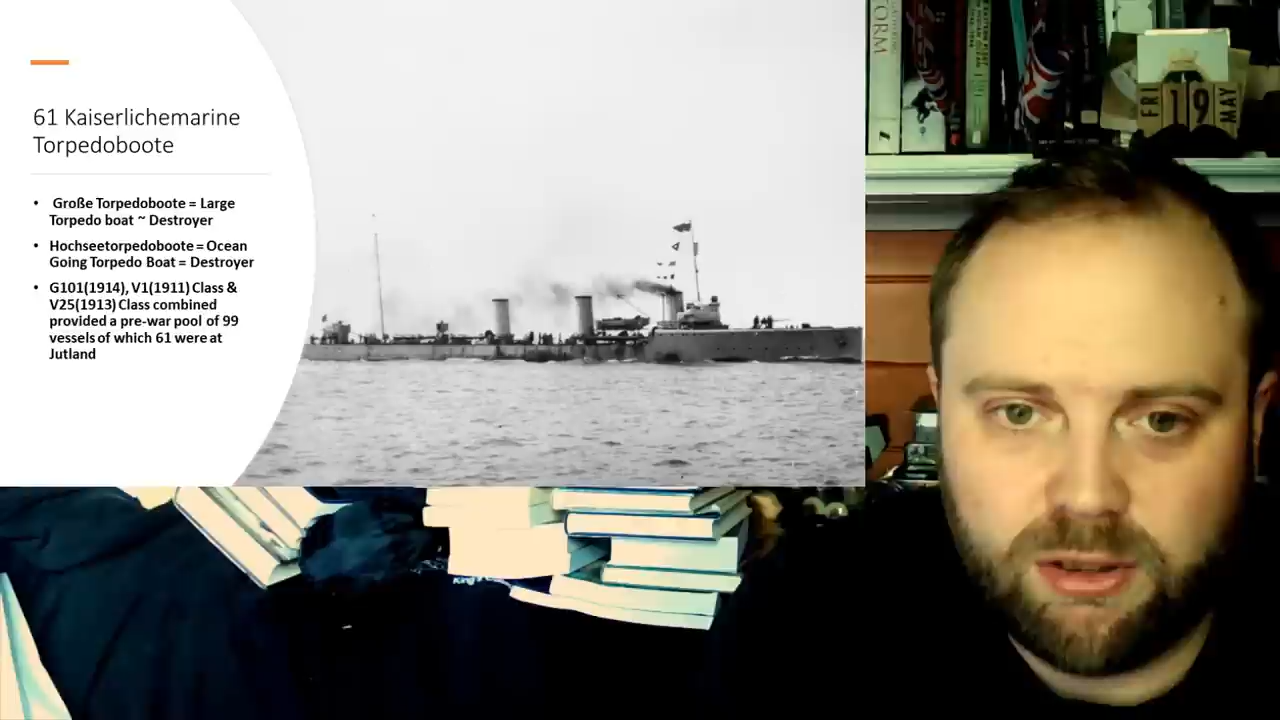 61 Kaiserlichemarine
Torpedoboote
• Große Torpedoboote = Large
Torpedo boat ~ Destroyer
• Hochseetorpedoboote = Ocean
Going Torpedo Boat = Destroyer
• G101(1914), V1(1911) Class &
V25(1913) Class combined
provided a pre-war pool of 99
vessels of which 61 were at
Jutland
FRI
19
MAY